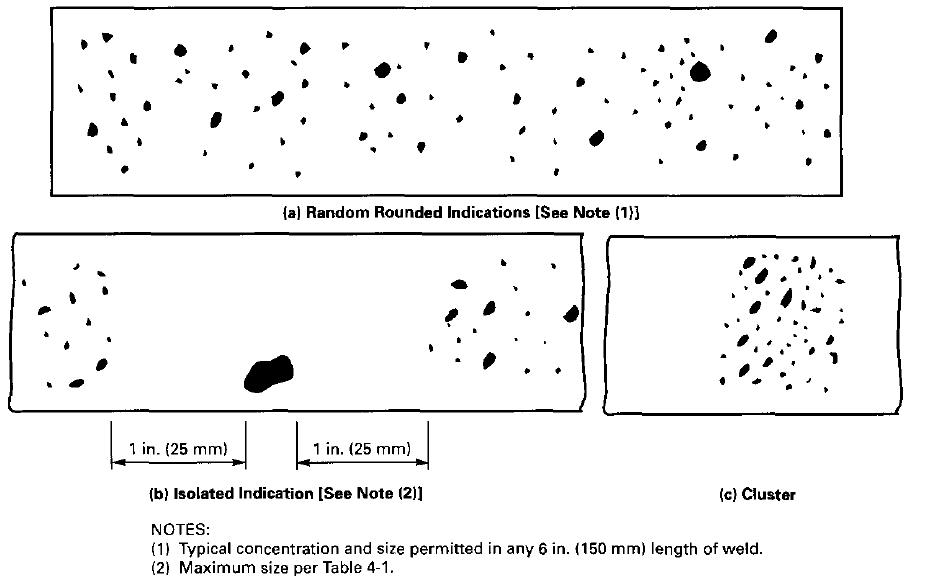 (a) Random Rounded Indications [See Note (1)]
1 in. (25 mm)
1 in. (25 mm)
(b) Isolated Indication [See Note (2)]
(c) Cluster
NOTES:
(1) Typical concentration and size permitted in any 6 in. (150 mm) length of weld.
(2) Maximum size per Table 4-1.